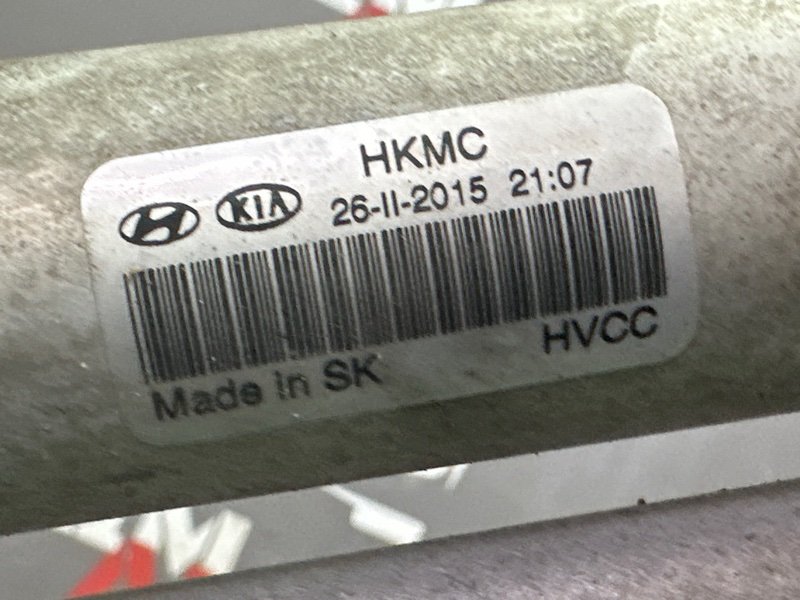 HKMC
KIA 26-II-2015 21:07
HVCC
Made in SK